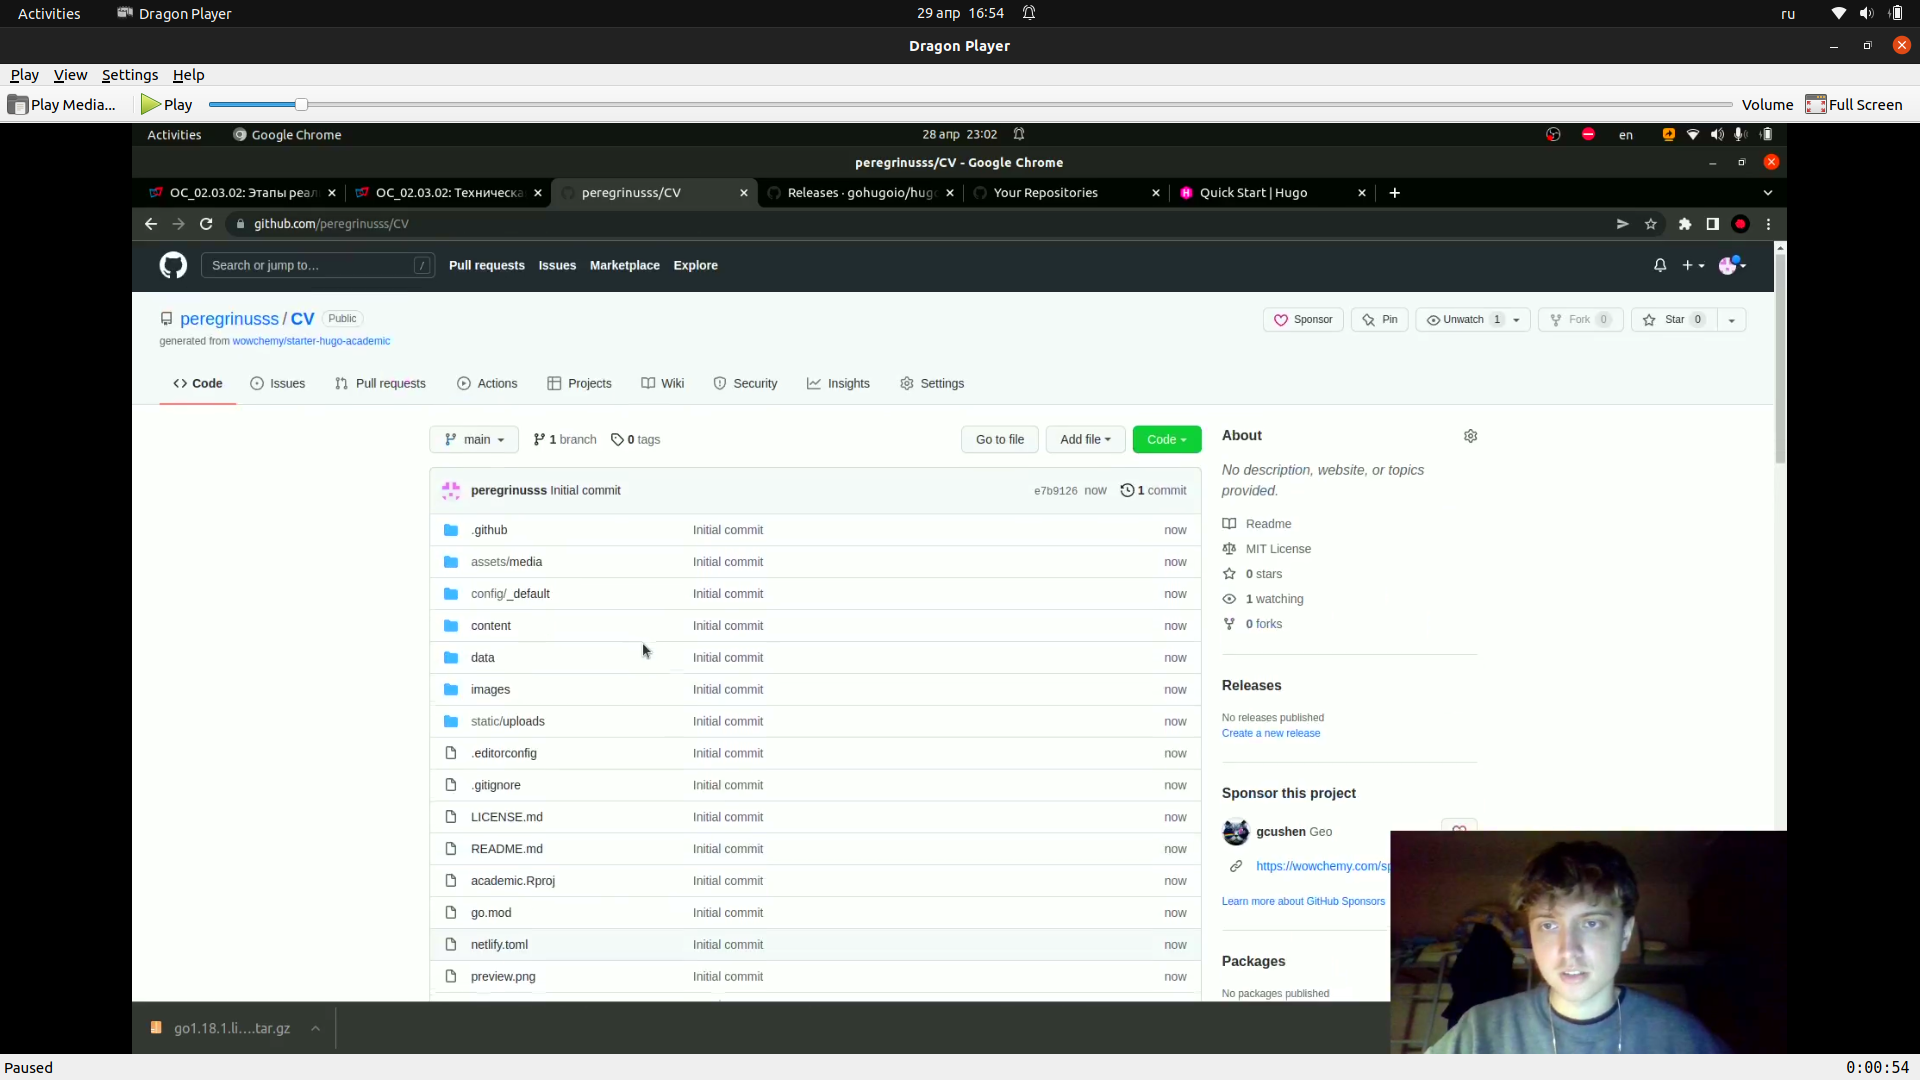 Activities Dragon Player 29 апр 16:54 ru
Dragon Player
Play View Settings Help
Play Media... Play Volume Full Screen
Activities Google Chrome 28 апр 23:02 en
peregrinusss/CV - Google Chrome
ОС_02.03.02: Этапы реал ОС_02.03.02: Техническа peregrinusss/CV Releases · gohugoio/hugo Your Repositories Quick Start | Hugo
github.com/peregrinusss/CV
Search or jump to… / Pull requests Issues Marketplace Explore
peregrinusss / CV Public Sponsor Pin Unwatch 1 Fork 0 Star 0
generated from wowchemy/starter-hugo-academic
Code Issues Pull requests Actions Projects Wiki Security Insights Settings
main 1 branch 0 tags Go to file Add file Code
About
No description, website, or topics
provided.
peregrinusss Initial commit e7b9126 now 1 commit
.github Initial commit now
assets/media Initial commit now
config/_default Initial commit now
content Initial commit now
data Initial commit now
images Initial commit now
static/uploads Initial commit now
.editorconfig Initial commit now
.gitignore Initial commit now
LICENSE.md Initial commit now
README.md Initial commit now
academic.Rproj Initial commit now
go.mod Initial commit now
netlify.toml Initial commit now
preview.png Initial commit now
Readme
MIT License
0 stars
1 watching
0 forks
Releases
No releases published
Create a new release
Sponsor this project
gcushen Geo
https://wowchemy.com/sp
Learn more about GitHub Sponsors
Packages
No packages published
go1.18.1.li....tar.gz
Paused 0:00:54